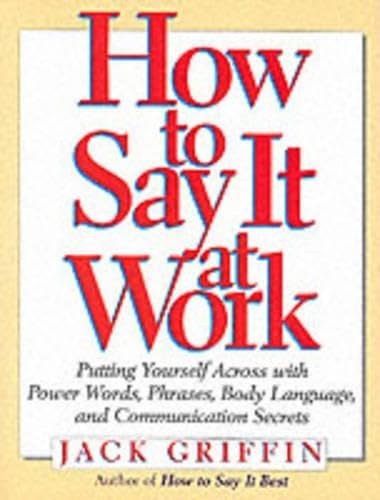 How
to
Say It
at
Work
Putting Yourself Across with
Power Words, Phrases, Body Language,
and Communication Secrets
JACK GRIFFIN
Author of How to Say It Best